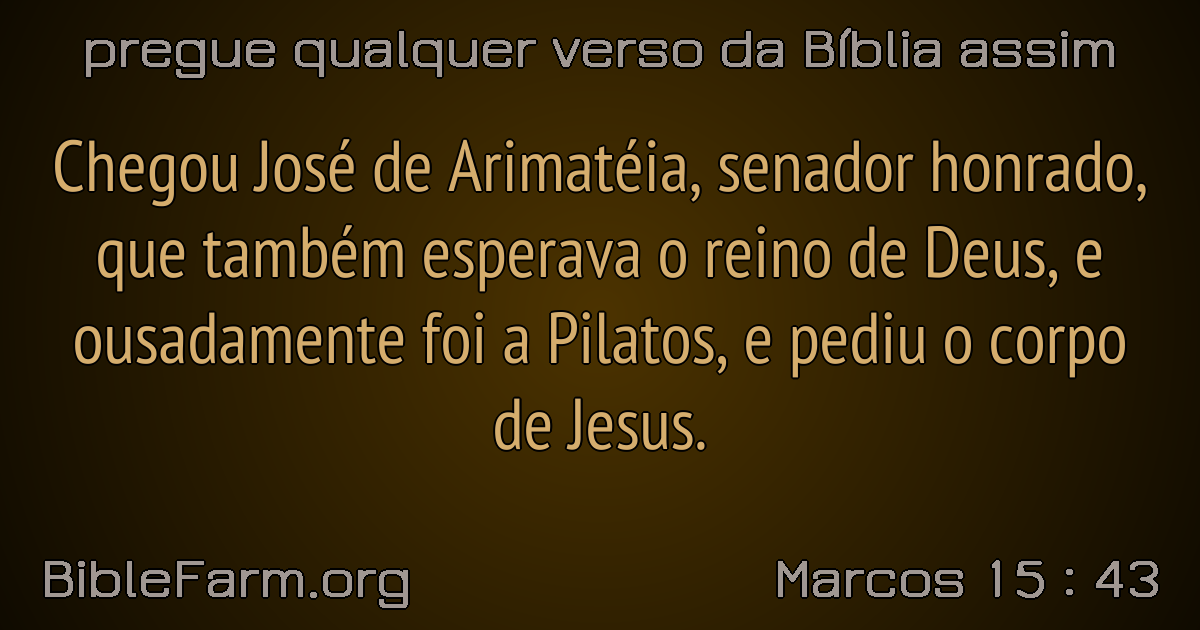 pregue qualquer verso da Bíblia assim
Chegou José de Arimatéia, senador honrado,
que também esperava o reino de Deus, e
ousadamente foi a Pilatos, e pediu o corpo
de Jesus.
BibleFarm.org
Marcos 15 : 43